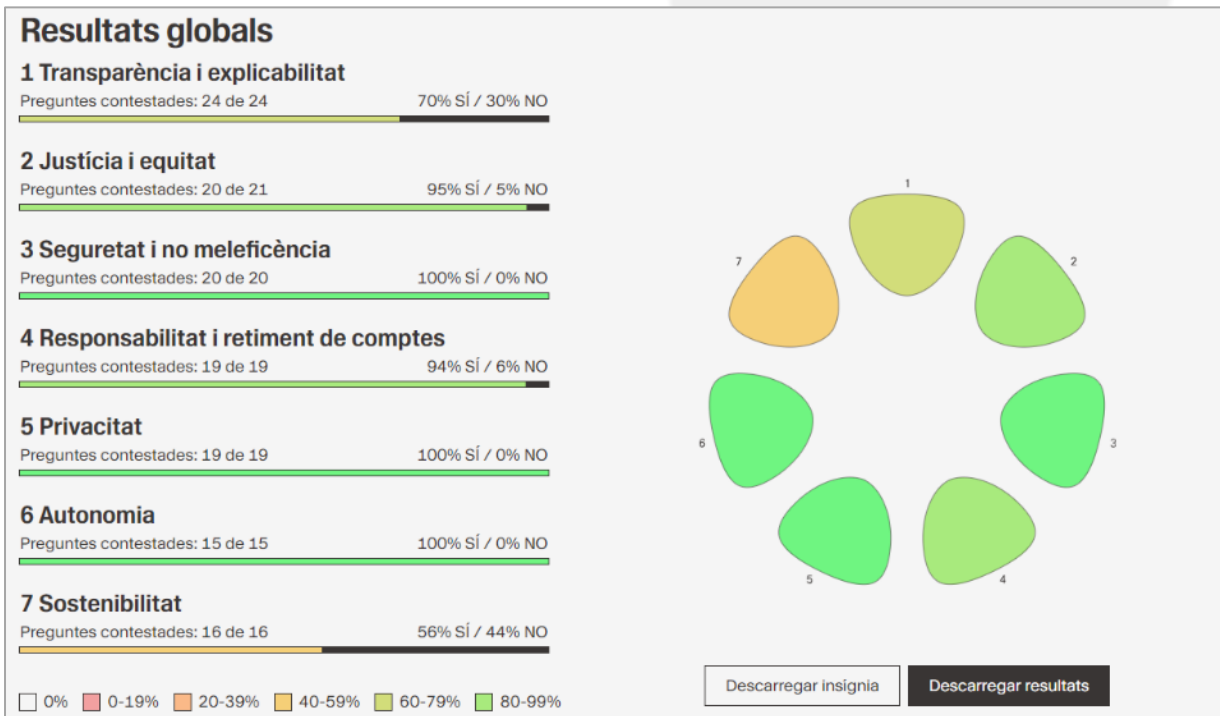 Resultats globals
1 Transparència i explicabilitat
Preguntes contestades: 24 de 24 70% SÍ / 30% NO
2 Justícia i equitat
Preguntes contestades: 20 de 21 95% SÍ / 5% NO
3 Seguretat i no meleficència
Preguntes contestades: 20 de 20 100% SÍ / 0% NO
4 Responsabilitat i retiment de comptes
Preguntes contestades: 19 de 19 94% SÍ / 6% NO
5 Privacitat
Preguntes contestades: 19 de 19 100% SÍ / 0% NO
6 Autonomia
Preguntes contestades: 15 de 15 100% SÍ / 0% NO
7 Sostenibilitat
Preguntes contestades: 16 de 16 56% SÍ / 44% NO
0% 0-19% 20-39% 40-59% 60-79% 80-99%
1
2
3
4
5
6
7
Descarregar insígnia
Descarregar resultats